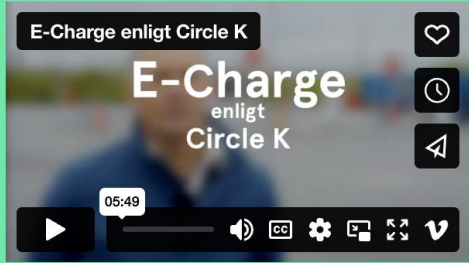 E-Charge enligt Circle K
E-Charge
enligt
Circle K
05:49
CC